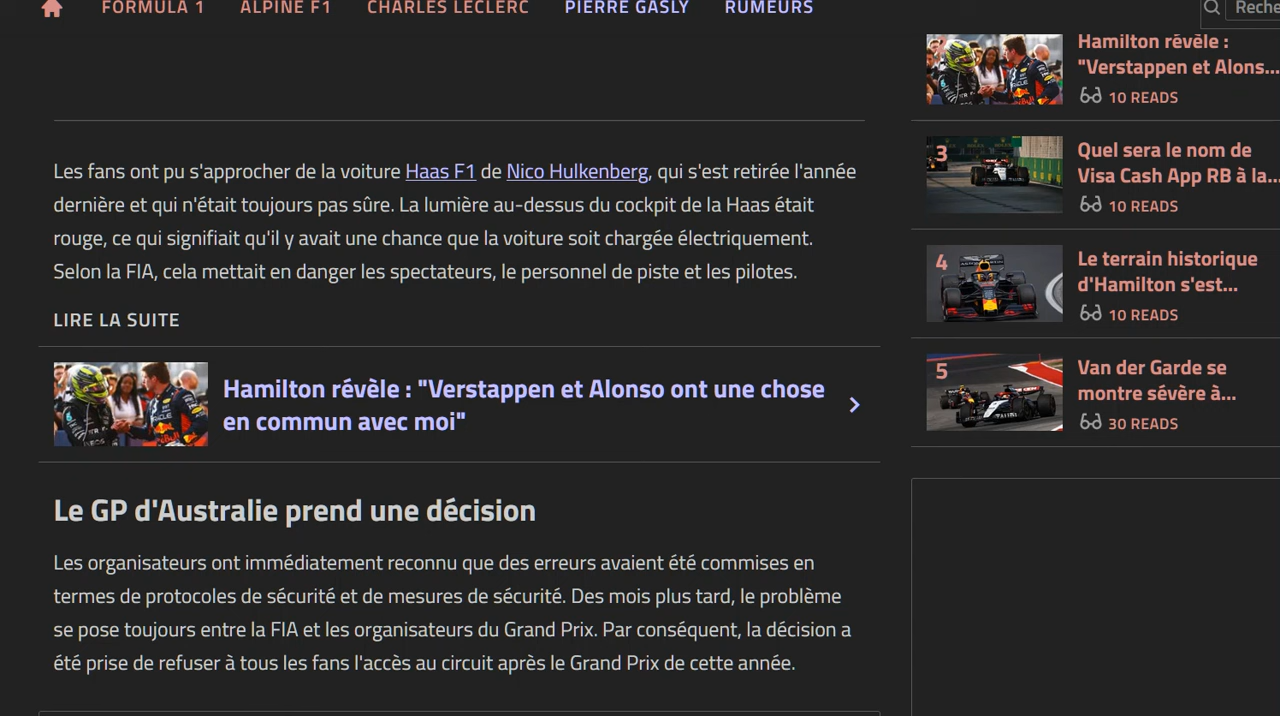 FORMULA 1 ALPINE F1 CHARLES LECLERC PIERRE GASLY RUMEURS
Reche
Les fans ont pu s'approcher de la voiture Haas F1 de Nico Hulkenberg, qui s'est retirée l'année
dernière et qui n'était toujours pas sûre. La lumière au-dessus du cockpit de la Haas était
rouge, ce qui signifiait qu'il y avait une chance que la voiture soit chargée électriquement.
Selon la FIA, cela mettait en danger les spectateurs, le personnel de piste et les pilotes.
LIRE LA SUITE
Hamilton révèle : "Verstappen et Alonso ont une chose
en commun avec moi"
Le GP d'Australie prend une décision
Les organisateurs ont immédiatement reconnu que des erreurs avaient été commises en
termes de protocoles de sécurité et de mesures de sécurité. Des mois plus tard, le problème
se pose toujours entre la FIA et les organisateurs du Grand Prix. Par conséquent, la décision a
été prise de refuser à tous les fans l'accès au circuit après le Grand Prix de cette année.
Hamilton révèle :
"Verstappen et Alons...
10 READS
3
Quel sera le nom de
Visa Cash App RB à la...
10 READS
4
Le terrain historique
d'Hamilton s'est...
10 READS
5
Van der Garde se
montre sévère à...
30 READS